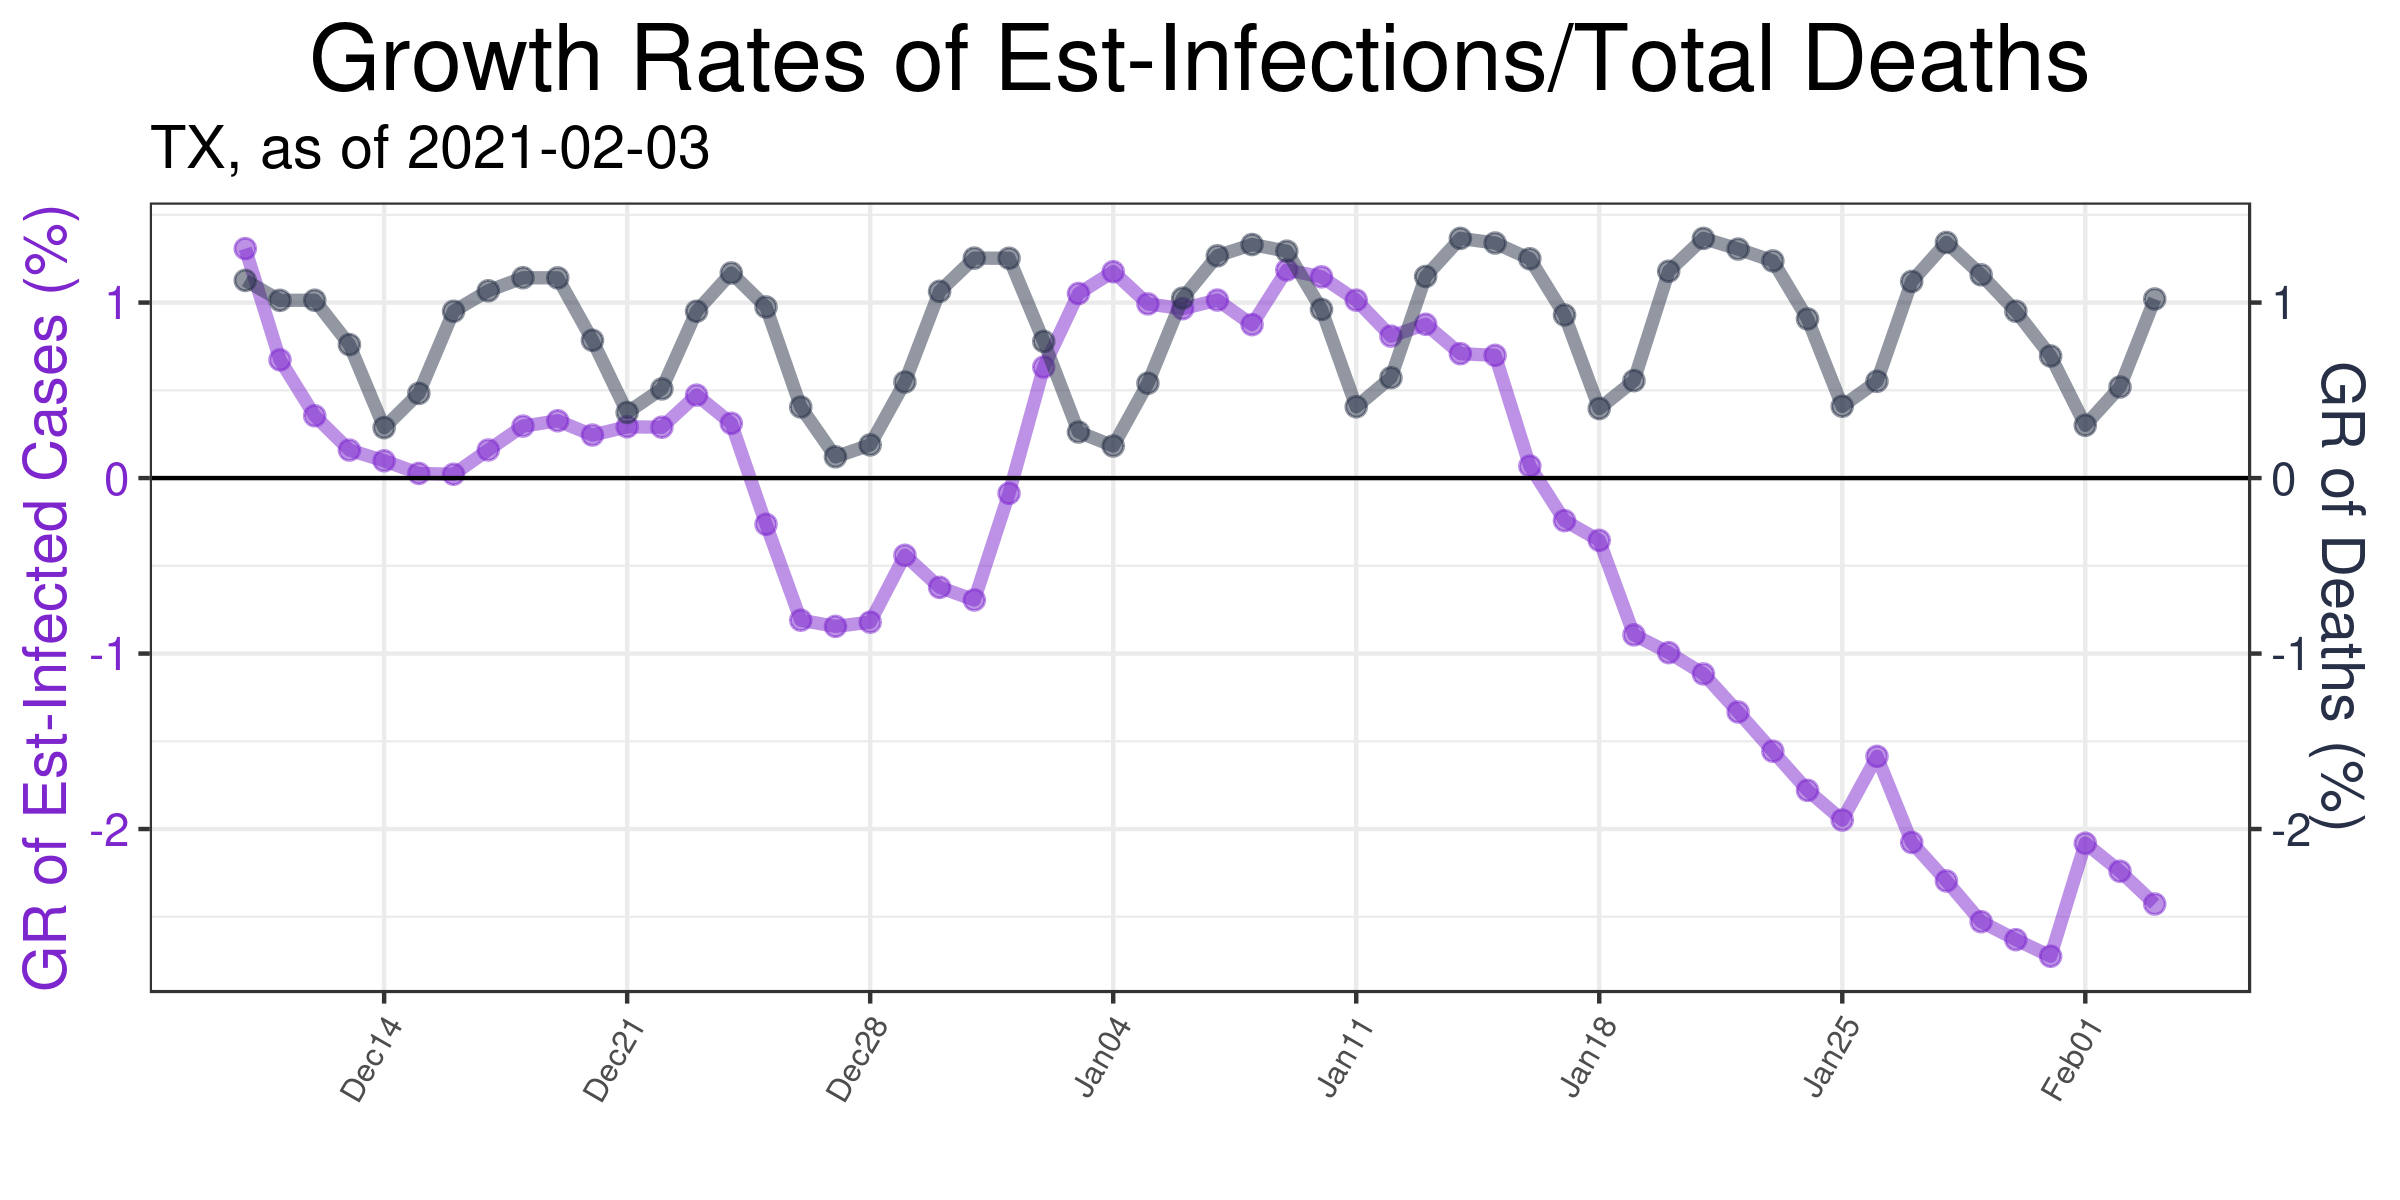 Growth Rates of Est-Infections/Total Deaths
TX, as of 2021-02-03
GR of Est-Infected Cases (%)
1
0
-1
-2
1
0
-1
-2
GR of Deaths (%)
Dec14
Dec21
Dec28
Jan04
Jan11
Jan18
Jan25
Feb01